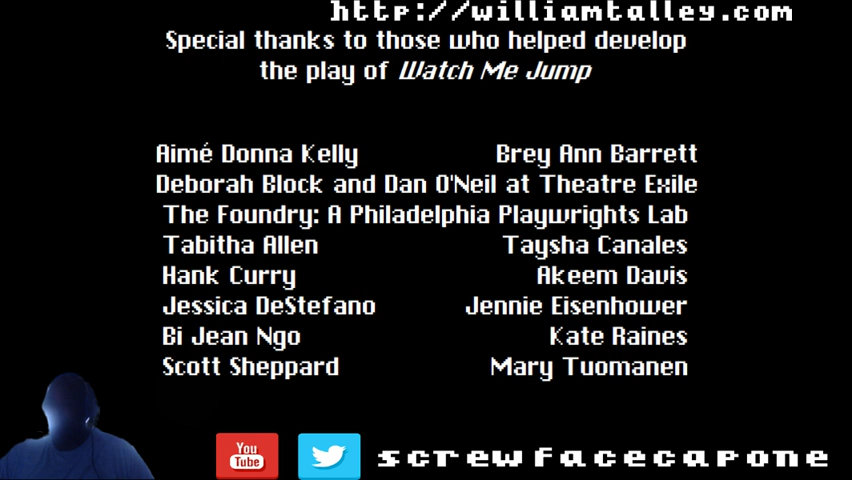 http://williamtalley.com
Special thanks to those who helped develop
the play of Watch Me Jump
Aimé Donna Kelly Brey Ann Barrett
Deborah Block and Dan O'Neil at Theatre Exile
The Foundry: A Philadelphia Playwrights Lab
Tabitha Allen Taysha Canales
Hank Curry Akeem Davis
Jessica DeStefano Jennie Eisenhower
Bi Jean Ngo Kate Raines
Scott Sheppard Mary Tuomanen
You
Tube
screwfacecapone